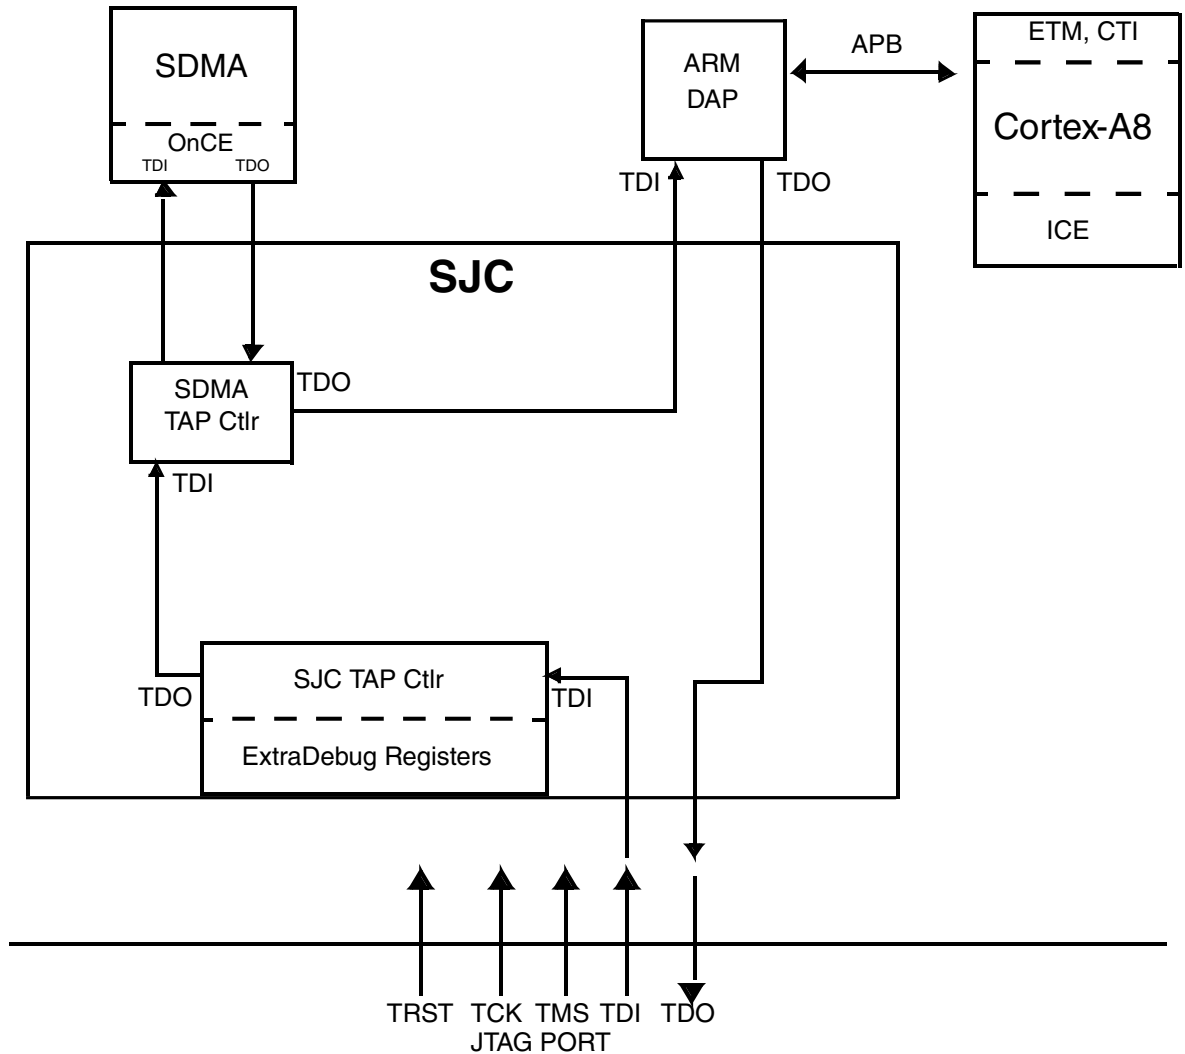 SDMA
OnCE
TDI TDO
ARM
DAP
APB
ETM, CTI
Cortex-A8
ICE
TDI
TDO
SJC
SDMA
TAP Ctlr
TDO
TDI
SJC TAP Ctlr
TDO
TDI
ExtraDebug Registers
TRST TCK TMS TDI TDO
JTAG PORT